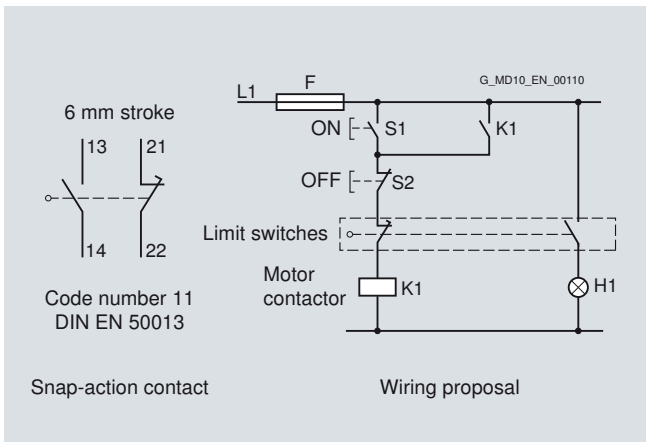 G_MD10_EN_00110
L1
F
6 mm stroke
13
21
ON
S1
K1
OFF
S2
Limit switches
14
22
Motor
contactor
K1
H1
Code number 11
DIN EN 50013
Snap-action contact
Wiring proposal